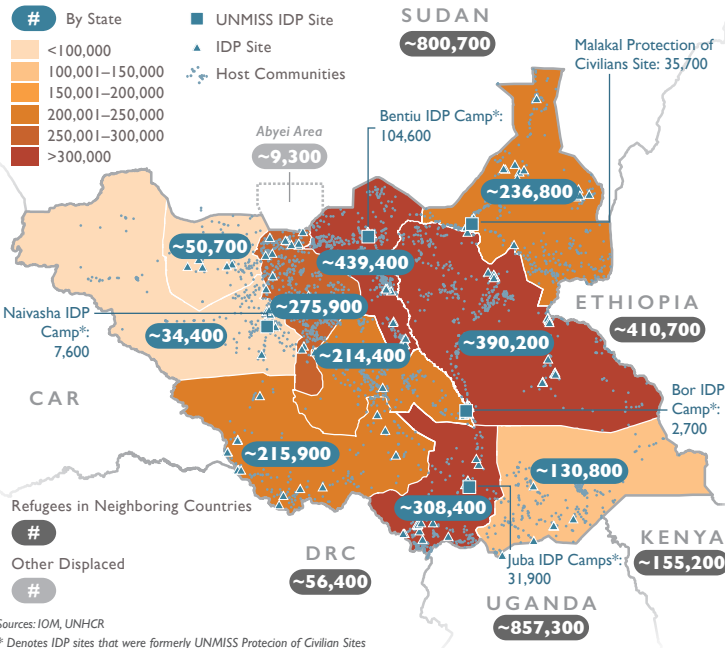 # By State
<100,000
100,001–150,000
150,001–200,000
200,001–250,000
250,001–300,000
>300,000
UNMISS IDP Site
IDP Site
Host Communities
SUDAN
~800,700
Malakal Protection of
Civilians Site: 35,700
Bentiu IDP Camp*:
104,600
Abyei Area
~9,300
~236,800
~50,700
~439,400
~275,900
ETHIOPIA
~410,700
Naivasha IDP
Camp*:
7,600
~34,400
~214,400
~390,200
CAR
Bor IDP
Camp*:
2,700
~215,900
~130,800
~308,400
Refugees in Neighboring Countries
#
Other Displaced
#
DRC
~56,400
Juba IDP Camps*:
31,900
KENYA
~155,200
UGANDA
~857,300
Sources: IOM, UNHCR
* Denotes IDP sites that were formerly UNMISS Protecion of Civilian Sites